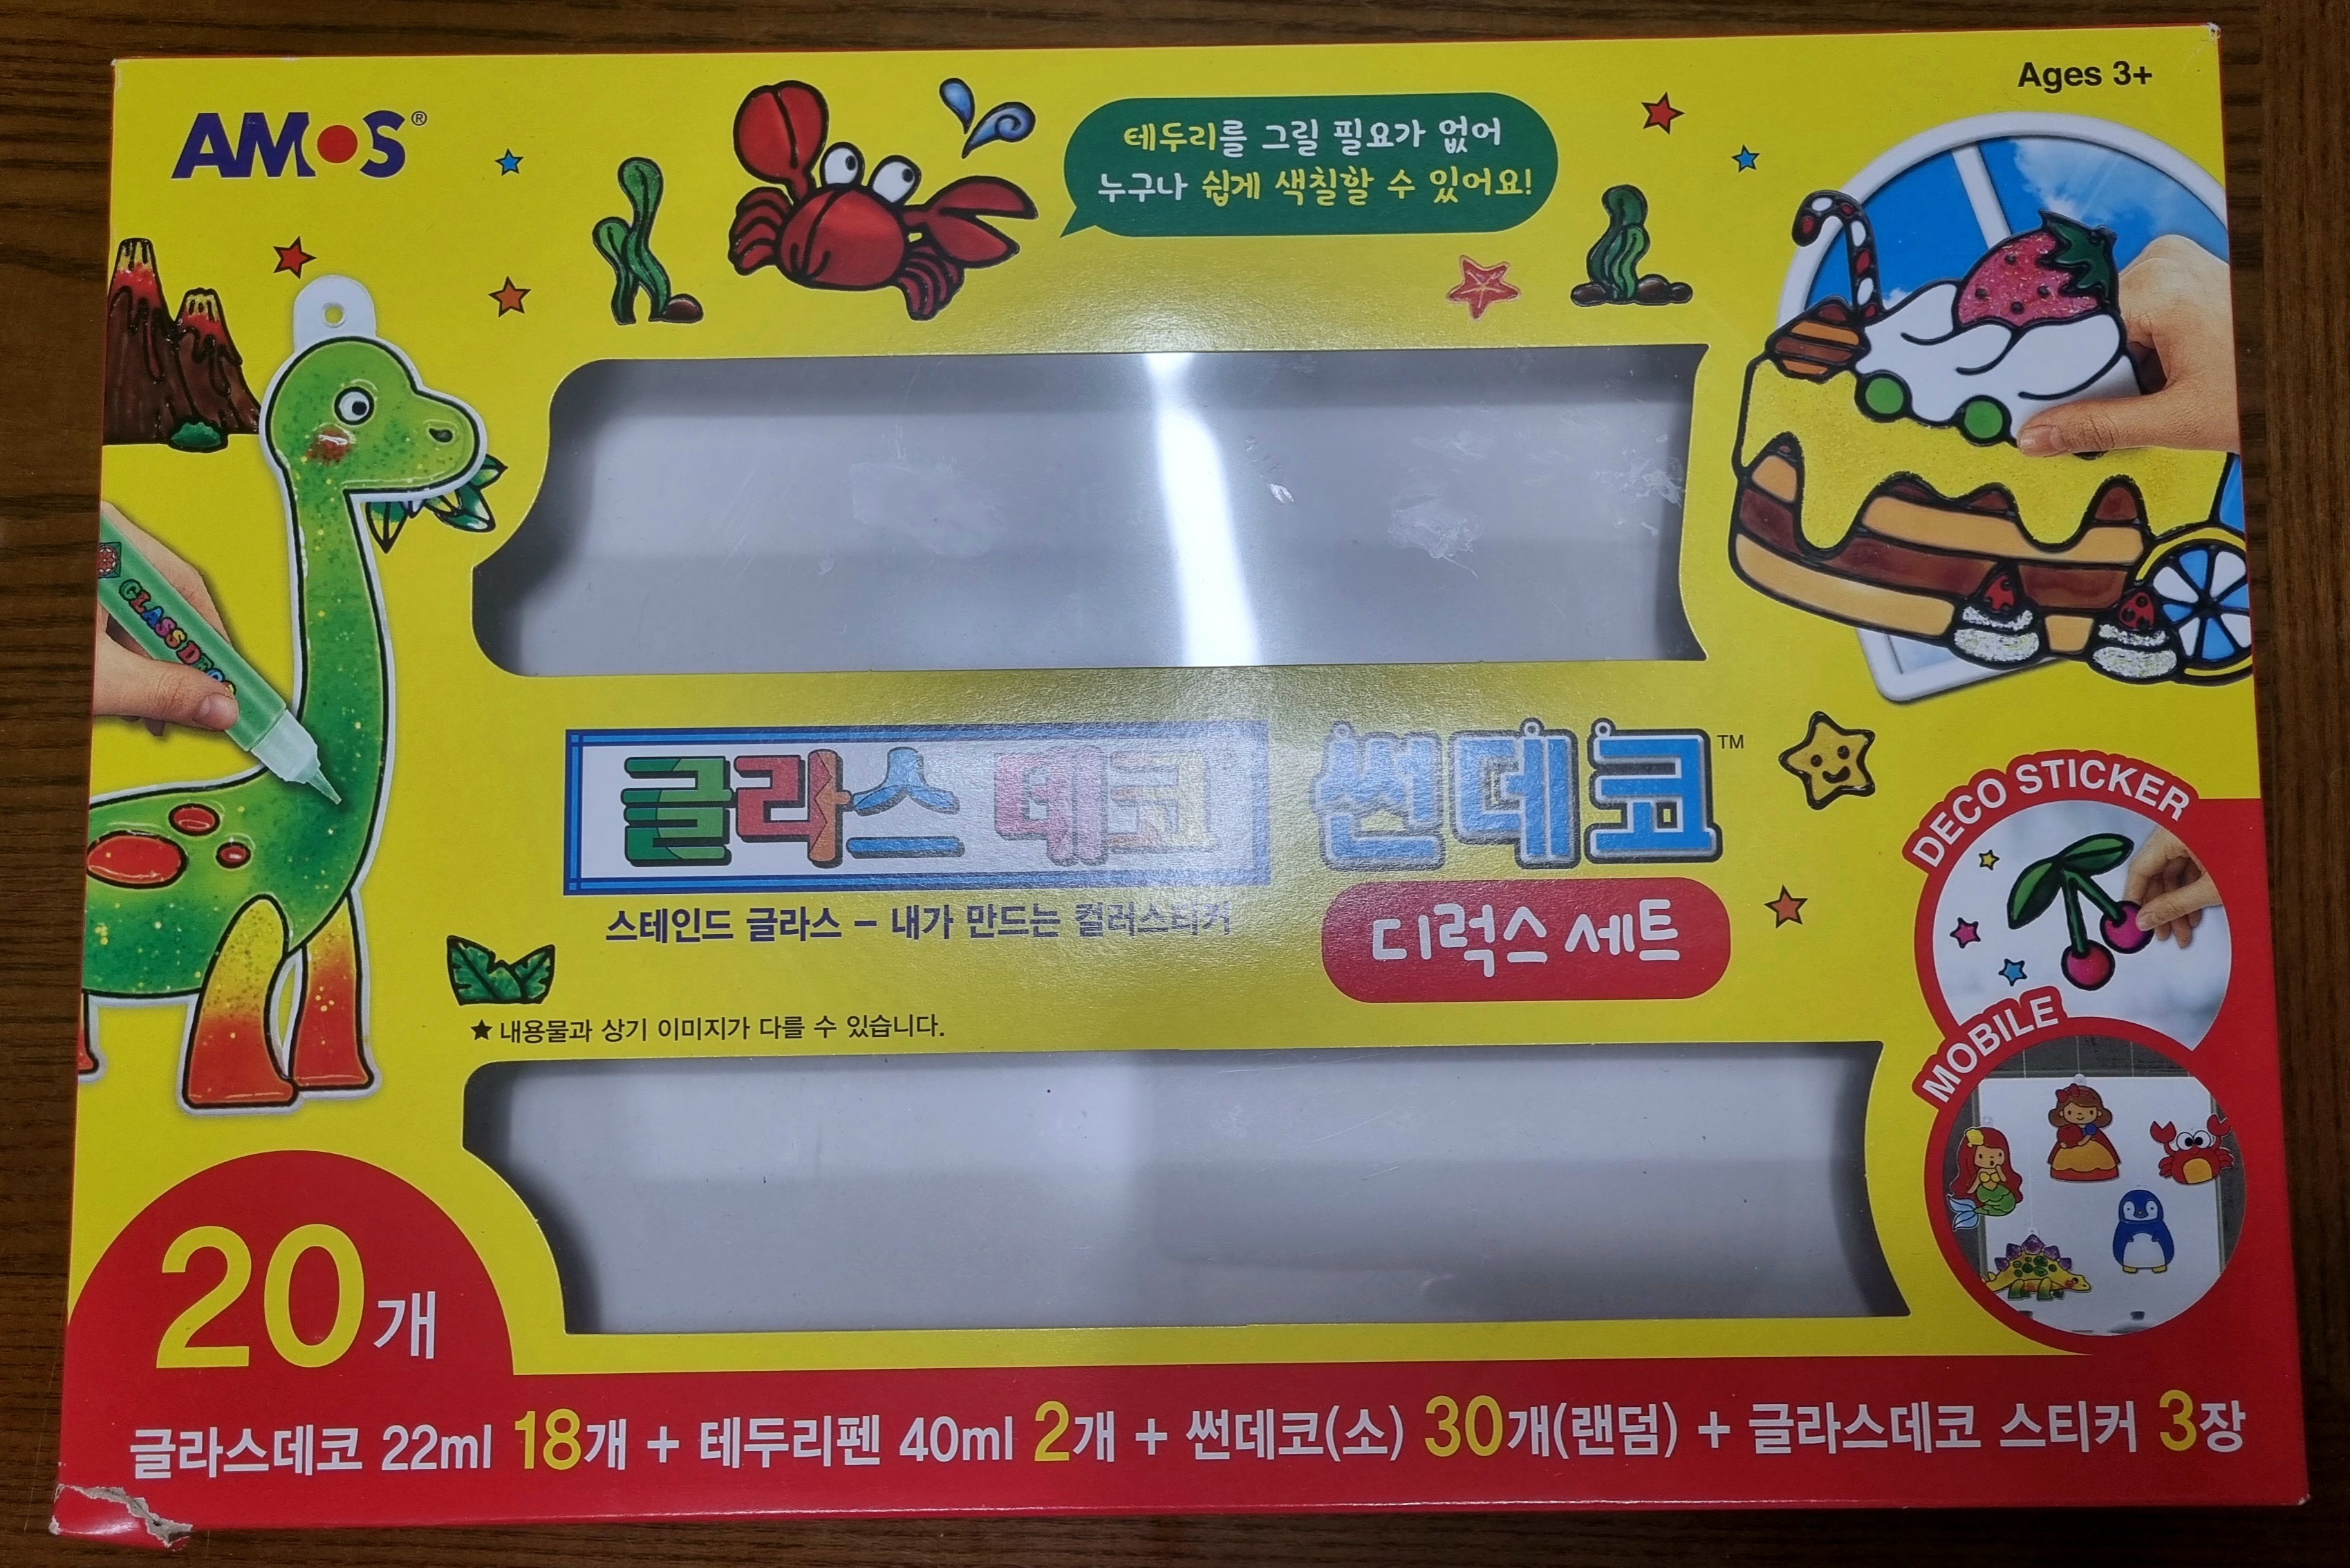 Ages 3+
AMOS®
테두리를 그릴 필요가 없어
누구나 쉽게 색칠할 수 있어요!
GLASS DECO
글라스 데코 썬데코™
스테인드 글라스 – 내가 만드는 컬러스티커
디럭스 세트
★ 내용물과 상기 이미지가 다를 수 있습니다.
DECO STICKER
MOBILE
20개
글라스데코 22ml 18개 + 테두리펜 40ml 2개 + 썬데코(소) 30개(랜덤) + 글라스데코 스티커 3장